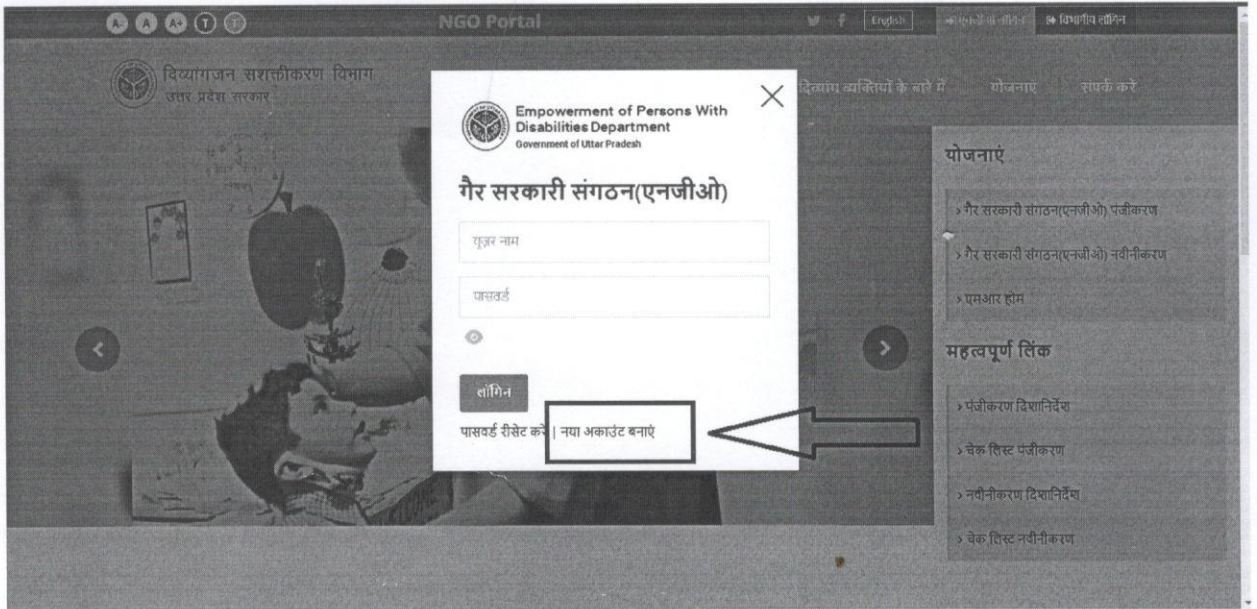 A- A A+ T T
NGO Portal
English
एनजीओ लॉगिन
विभागीय लॉगिन
दिव्यांगजन सशक्तीकरण विभाग
उत्तर प्रदेश सरकार
दिव्यांग व्यक्तियों के बारे में योजनाएं संपर्क करें
Empowerment of Persons With
Disabilities Department
Government of Uttar Pradesh
गैर सरकारी संगठन(एनजीओ)
यूज़र नाम
पासवर्ड
लॉगिन
पासवर्ड रीसेट करें | नया अकाउंट बनाएं
योजनाएं
> गैर सरकारी संगठन(एनजीओ) पंजीकरण
> गैर सरकारी संगठन(एनजीओ) नवीनीकरण
> एमआर होम
महत्वपूर्ण लिंक
> पंजीकरण दिशानिर्देश
> चेक लिस्ट पंजीकरण
> नवीनीकरण दिशानिर्देश
> चेक लिस्ट नवीनीकरण